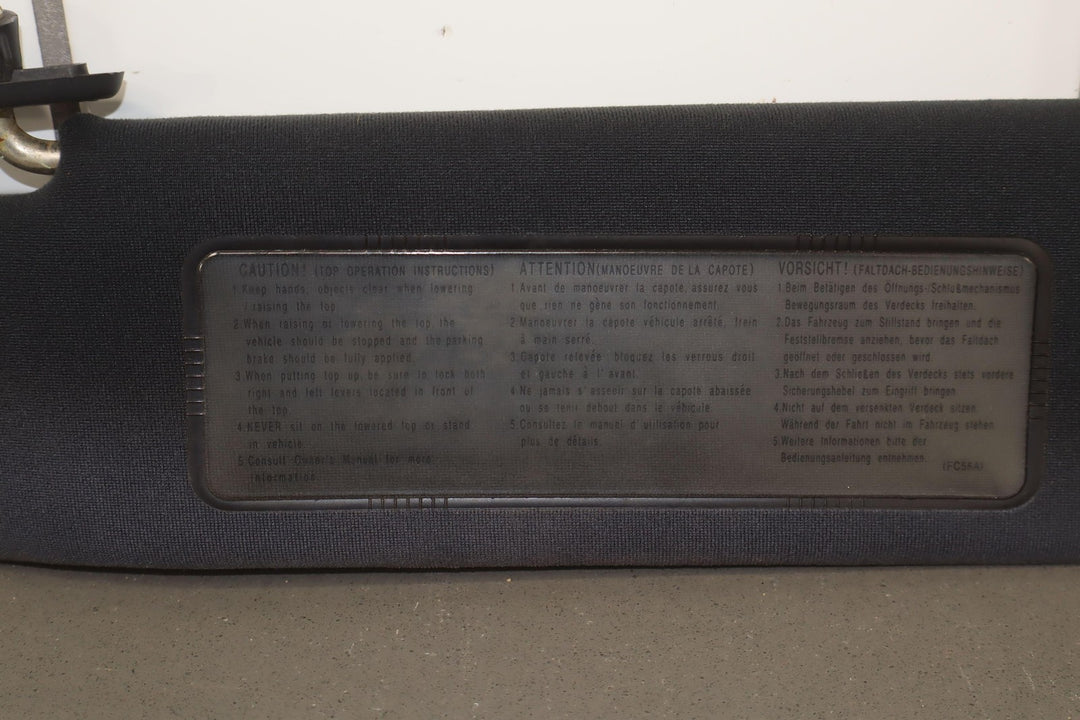 CAUTION! (TOP OPERATION INSTRUCTIONS)
1.Keep hands, objects clear when lowering
/ raising the top.
2.When raising or lowering the top, the
vehicle should be stopped and the parking
brake should be fully applied.
3.When putting top up, be sure to lock both
right and left levers located in front of
the top.
4.NEVER sit on the lowered top or stand
in vehicle.
5.Consult Owner's Manual for more
information.
ATTENTION(MANOEUVRE DE LA CAPOTE)
1.Avant de manoeuvrer la capote, assurez vous
que rien ne gêne son fonctionnement.
2.Manoeuvrer la capote véhicule arrêté, frein
à main serré.
3.Capote relevée, bloquez les verrous droit
et gauche à l'avant.
4.Ne jamais s'asseoir sur la capote abaissée
ou se tenir debout dans le véhicule.
5.Consultez le manuel d'utilisation pour
plus de détails.
VORSICHT! (FALTDACH-BEDIENUNGSHINWEISE)
1.Beim Betätigen des Öffnungs-/Schlußmechanismus
Bewegungsraum des Verdecks freihalten.
2.Das Fahrzeug zum Stillstand bringen und die
Feststellbremse anziehen, bevor das Faltdach
geöffnet oder geschlossen wird.
3.Nach dem Schließen des Verdecks stets vordere
Sicherungshebel zum Eingriff bringen.
4.Nicht auf dem versenkten Verdeck sitzen.
Während der Fahrt nicht im Fahrzeug stehen.
5.Weitere Informationen bitte der
Bedienungsanleitung entnehmen.
(FC56A)